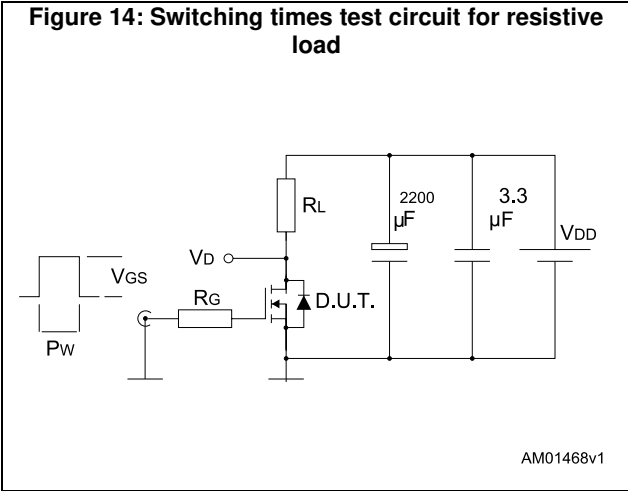 Figure 14: Switching times test circuit for resistive
load
2200
μF
3.3
μF
RL
VDD
VD
VGS
RG
D.U.T.
PW
AM01468v1